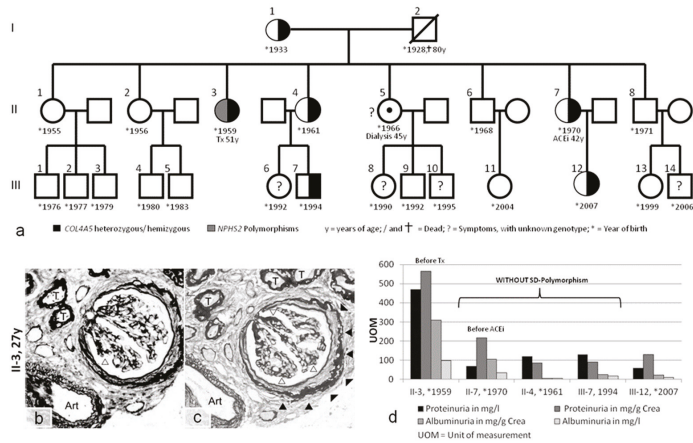 I
1
2
*1933
*1928,✝80y
II
1
2
3
4
5
6
7
8
?
*1955
*1956
*1959
Tx 51y
*1961
*1966
Dialysis 45y
*1968
*1970
ACEi 42y
*1971
III
1
2
3
4
5
6
7
8
9
10
11
12
13
14
?
?
?
?
*1976
*1977
*1979
*1980
*1983
*1992
*1994
*1990
*1992
*1995
*2004
*2007
*1999
*2006
a
COL4A5 heterozygous/ hemizygous
NPHS2 Polymorphisms
y = years of age; / and ✝ = Dead; ? = Symptoms, with unknown genotype; * = Year of birth
II-3, 27y
T
T
Art
b
T
T
Art
c
600
500
400
300
200
100
0
UOM
Before Tx
WITHOUT SD-Polymorphism
Before ACEi
II-3, *1959
II-7, *1970
II-4, *1961
III-7, 1994
III-12, *2007
Proteinuria in mg/l
Proteinuria in mg/g Crea
Albuminuria in mg/g Crea
Albuminuria in mg/l
UOM = Unit of measurement
d